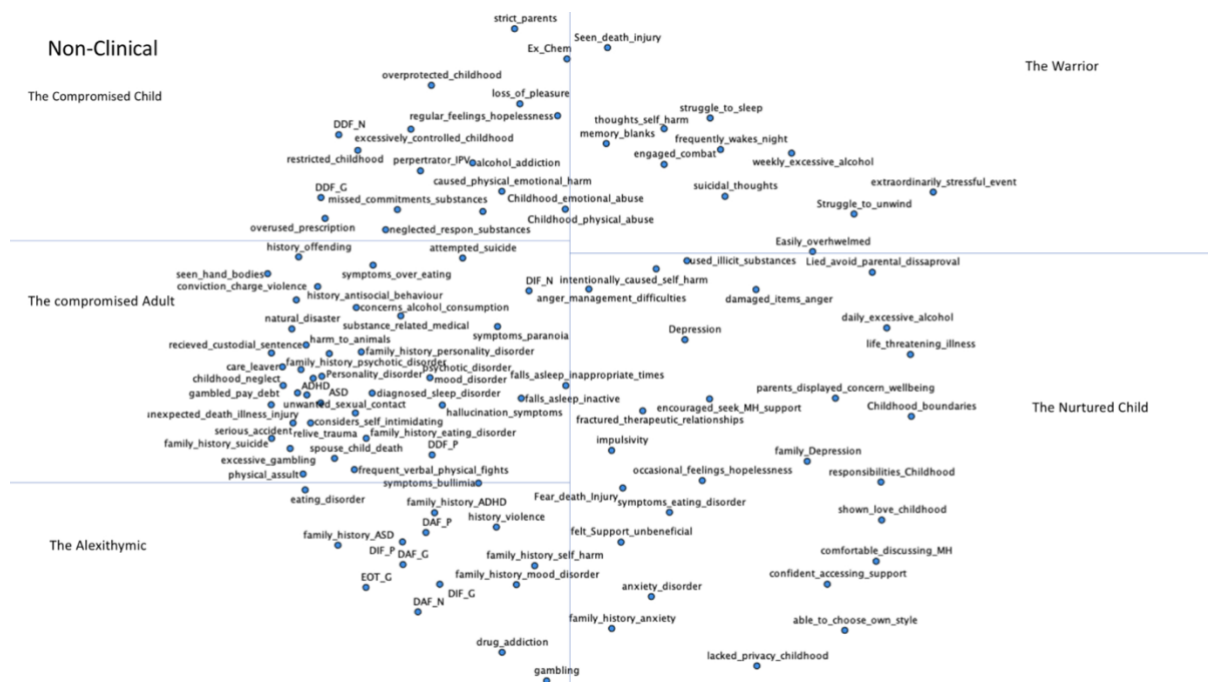 strict_parents
Non-Clinical
Seen_death_injury
Ex_Chem
The Warrior
overprotected_childhood
The Compromised Child
loss_of_pleasure
struggle_to_sleep
regular_feelings_hopelessness
thoughts_self_harm
DDF_N
memory_blanks
frequently_wakes_night
excessively_controlled_childhood
engaged_combat
weekly_excessive_alcohol
restricted_childhood
perpertrator_IPV
alcohol_addiction
caused_physical_emotional_harm
extraordinarily_stressful_event
DDF_G
suicidal_thoughts
missed_commitments_substances
Childhood_emotional_abuse
Struggle_to_unwind
Childhood_physical_abuse
overused_prescription
neglected_respon_substances
history_offending
attempted_suicide
Easily_overhwelmed
used_illicit_substances
Lied_avoid_parental_dissaproval
seen_hand_bodies
symptoms_over_eating
DIF_N
intentionally_caused_self_harm
conviction_charge_violence
The compromised Adult
history_antisocial_behaviour
anger_management_difficulties
damaged_items_anger
concerns_alcohol_consumption
natural_disaster
substance_related_medical
daily_excessive_alcohol
symptoms_paranoia
Depression
recieved_custodial_sentence
harm_to_animals
life_threatening_illness
family_history_personality_disorder
care_leaver
family_history_psychotic_disorder
psychotic_disorder
childhood_neglect
Personality_disorder
mood_disorder
falls_asleep_inappropriate_times
gambled_pay_debt
ADHD
ASD
diagnosed_sleep_disorder
falls_asleep_inactive
parents_displayed_concern_wellbeing
unwanted_sexual_contact
hallucination_symptoms
encouraged_seek_MH_support
Childhood_boundaries
The Nurtured Child
inexpected_death_illness_injury
considers_self_intimidating
fractured_therapeutic_relationships
serious_accident
relive_trauma
family_history_eating_disorder
family_history_suicide
spouse_child_death
DDF_P
impulsivity
family_Depression
excessive_gambling
frequent_verbal_physical_fights
occasional_feelings_hopelessness
responsibilities_Childhood
physical_assult
symptoms_bullimia
eating_disorder
Fear_death_Injury
symptoms_eating_disorder
family_history_ADHD
shown_love_childhood
DAF_P
history_violence
felt_Support_unbeneficial
family_history_ASD
The Alexithymic
DIF_P
DAF_G
family_history_self_harm
comfortable_discussing_MH
EOT_G
family_history_mood_disorder
confident_accessing_support
DIF_G
anxiety_disorder
DAF_N
family_history_anxiety
able_to_choose_own_style
drug_addiction
lacked_privacy_childhood
gambling